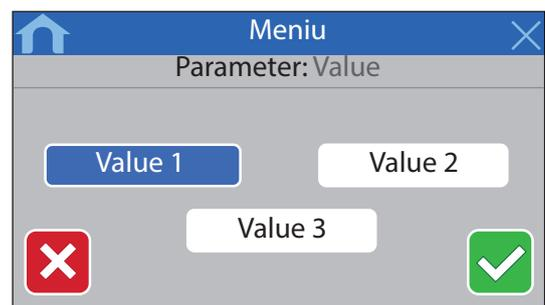 Meniu
Parameter: Value
Value 1
Value 2
Value 3